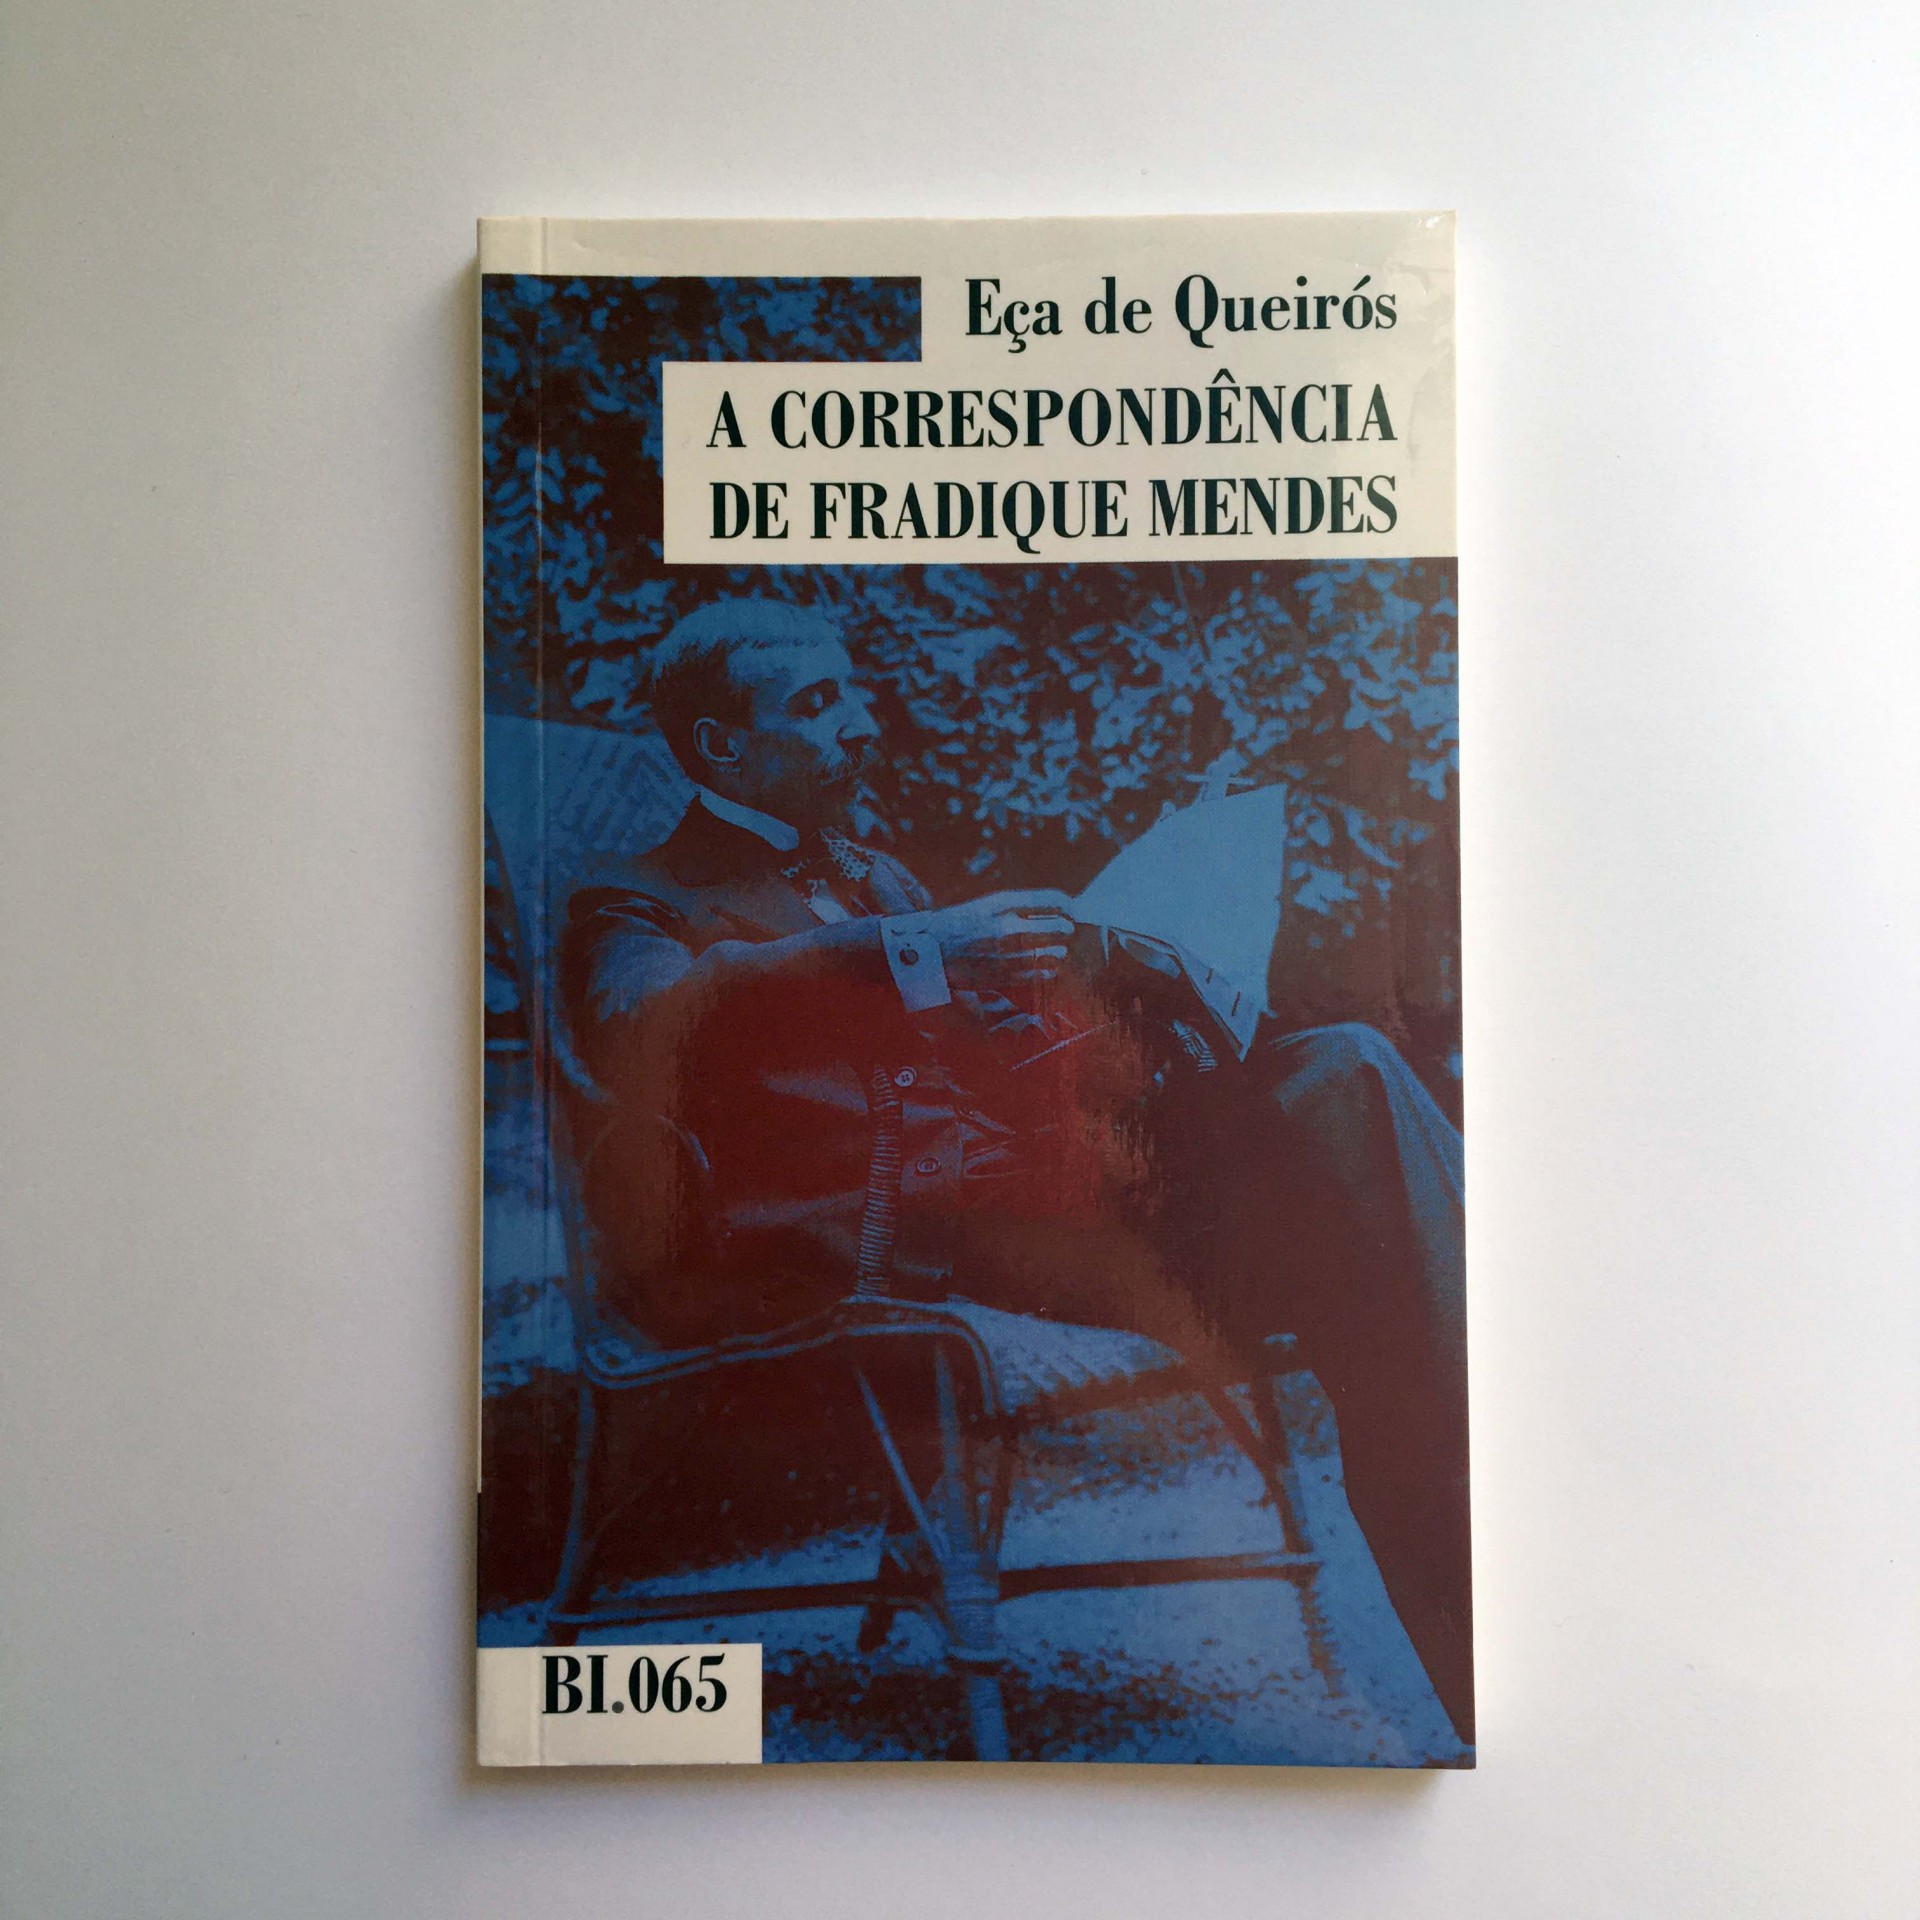 Eça de Queirós
A CORRESPONDÊNCIA
DE FRADIQUE MENDES
BI.065